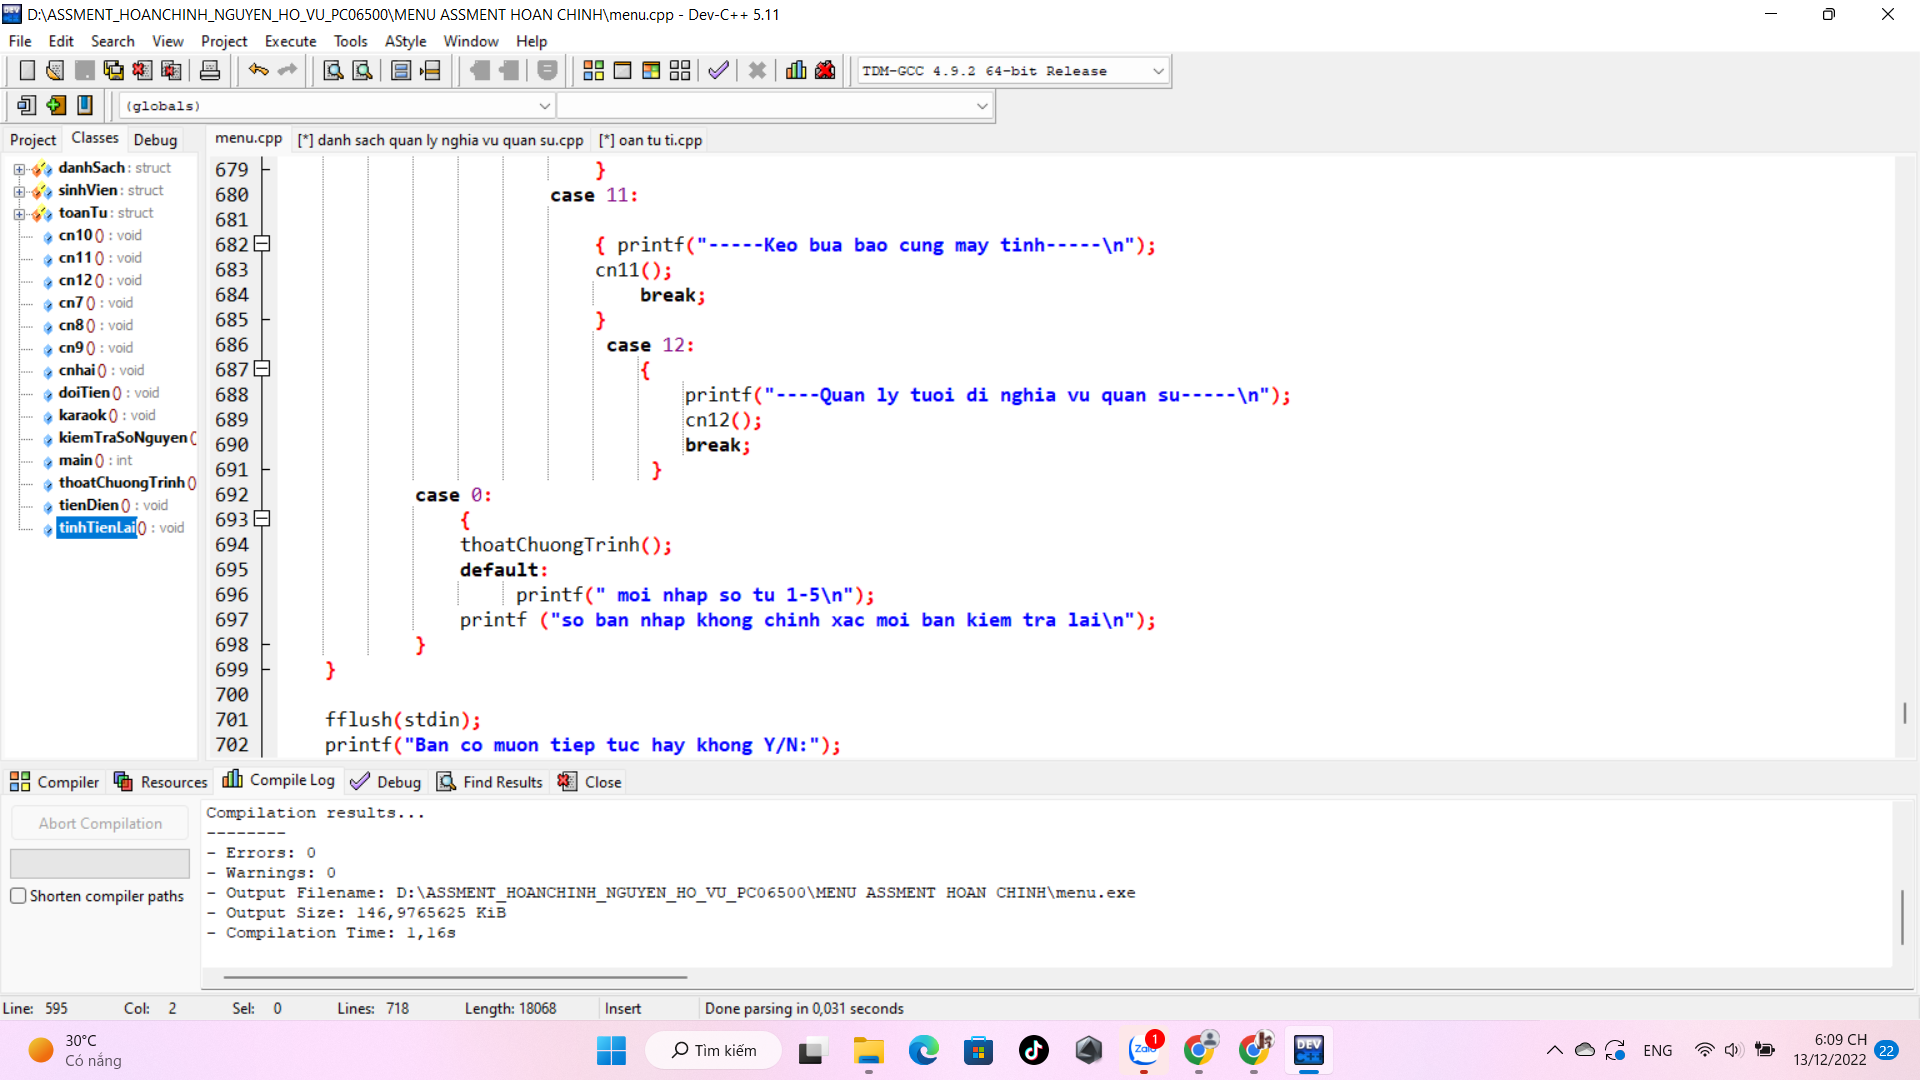 D:\ASSMENT_HOANCHINH_NGUYEN_HO_VU_PC06500\MENU ASSMENT HOAN CHINH\menu.cpp - Dev-C++ 5.11
File Edit Search View Project Execute Tools AStyle Window Help
TDM-GCC 4.9.2 64-bit Release
(globals)
Project Classes Debug
menu.cpp [*] danh sach quan ly nghia vu quan su.cpp [*] oan tu ti.cpp
danhSach : struct
sinhVien : struct
toanTu : struct
cn10 () : void
cn11 () : void
cn12 () : void
cn7 () : void
cn8 () : void
cn9 () : void
cnhai () : void
doiTien () : void
karaok () : void
kiemTraSoNguyen (
main () : int
thoatChuongTrinh ()
tienDien () : void
tinhTienLai () : void
679 }
680 case 11:
681
682 { printf("-----Keo bua bao cung may tinh-----\n");
683 cn11();
684 break;
685 }
686 case 12:
687 {
688 printf("----Quan ly tuoi di nghia vu quan su-----\n");
689 cn12();
690 break;
691 }
692 case 0:
693 {
694 thoatChuongTrinh();
695 default:
696 printf(" moi nhap so tu 1-5\n");
697 printf ("so ban nhap khong chinh xac moi ban kiem tra lai\n");
698 }
699 }
700
701 fflush(stdin);
702 printf("Ban co muon tiep tuc hay khong Y/N:");
Compiler Resources Compile Log Debug Find Results Close
Abort Compilation
Shorten compiler paths
Compilation results...
--------
- Errors: 0
- Warnings: 0
- Output Filename: D:\ASSMENT_HOANCHINH_NGUYEN_HO_VU_PC06500\MENU ASSMENT HOAN CHINH\menu.exe
- Output Size: 146,9765625 KiB
- Compilation Time: 1,16s
Line: 595 Col: 2 Sel: 0 Lines: 718 Length: 18068 Insert Done parsing in 0,031 seconds
30°C
Có nắng
Tìm kiếm
Zalo
1
DEV C++
ENG
6:09 CH
13/12/2022
22